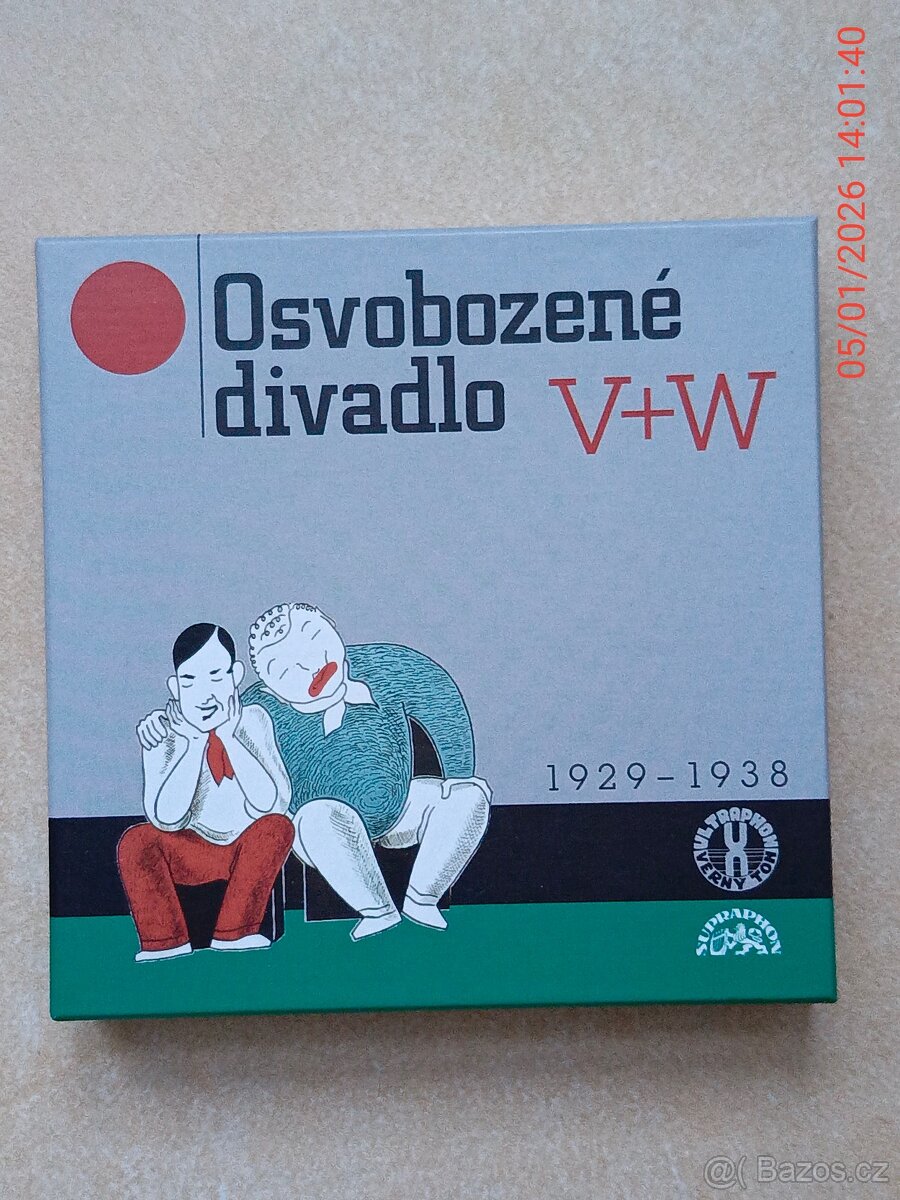 05/01/2026 14:01:40
Osvobozené
divadlo V+W
1929–1938
ULTRAPHON
VĚRNÝ TÓN
SUPRAPHON
@( Bazos.cz